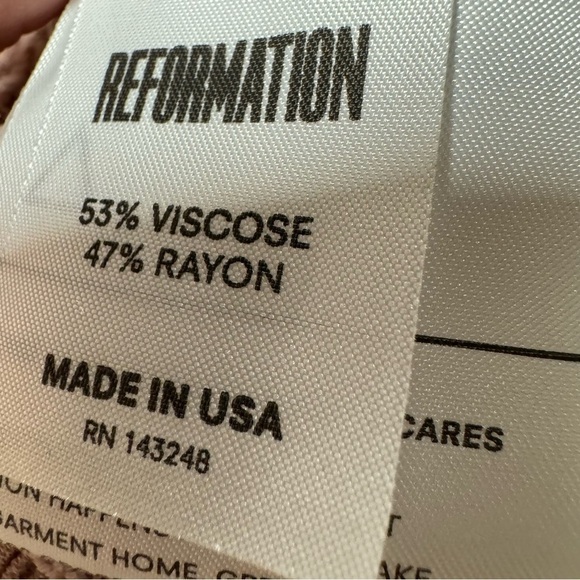 REFORMATION
53% VISCOSE
47% RAYON
MADE IN USA
RN 143248
CARES
GARMENT HOME